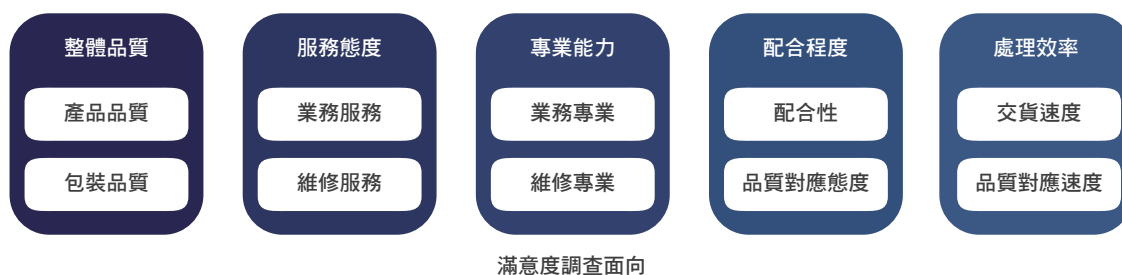 整體品質
產品品質
包裝品質
服務態度
業務服務
維修服務
專業能力
業務專業
維修專業
配合程度
配合性
品質對應態度
處理效率
交貨速度
品質對應速度
滿意度調查面向